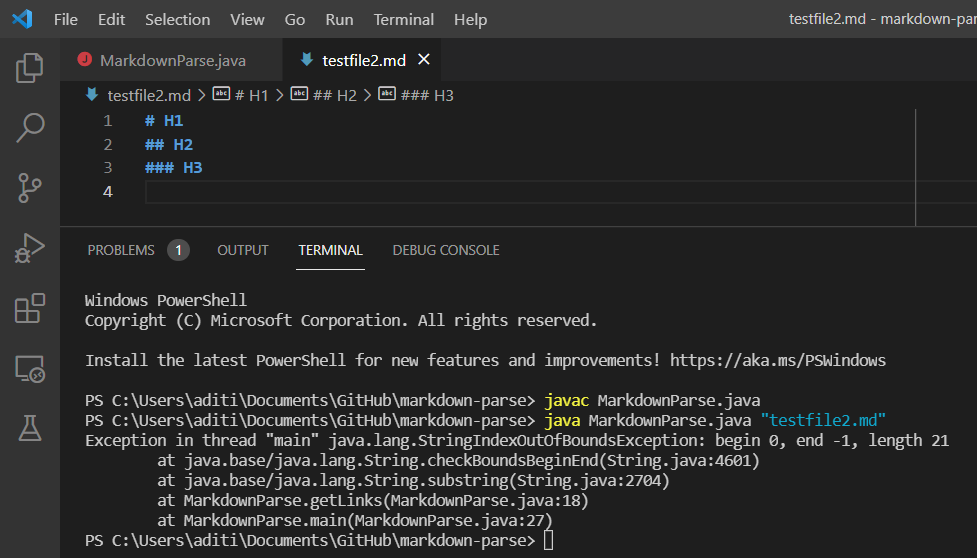 File Edit Selection View Go Run Terminal Help testfile2.md - markdown-par
J MarkdownParse.java testfile2.md ×
testfile2.md > abc # H1 > abc ## H2 > abc ### H3
1 # H1
2 ## H2
3 ### H3
4
PROBLEMS 1 OUTPUT TERMINAL DEBUG CONSOLE
Windows PowerShell
Copyright (C) Microsoft Corporation. All rights reserved.
Install the latest PowerShell for new features and improvements! https://aka.ms/PSWindows
PS C:\Users\aditi\Documents\GitHub\markdown-parse> javac MarkdownParse.java
PS C:\Users\aditi\Documents\GitHub\markdown-parse> java MarkdownParse.java "testfile2.md"
Exception in thread "main" java.lang.StringIndexOutOfBoundsException: begin 0, end -1, length 21
at java.base/java.lang.String.checkBoundsBeginEnd(String.java:4601)
at java.base/java.lang.String.substring(String.java:2704)
at MarkdownParse.getLinks(MarkdownParse.java:18)
at MarkdownParse.main(MarkdownParse.java:27)
PS C:\Users\aditi\Documents\GitHub\markdown-parse>